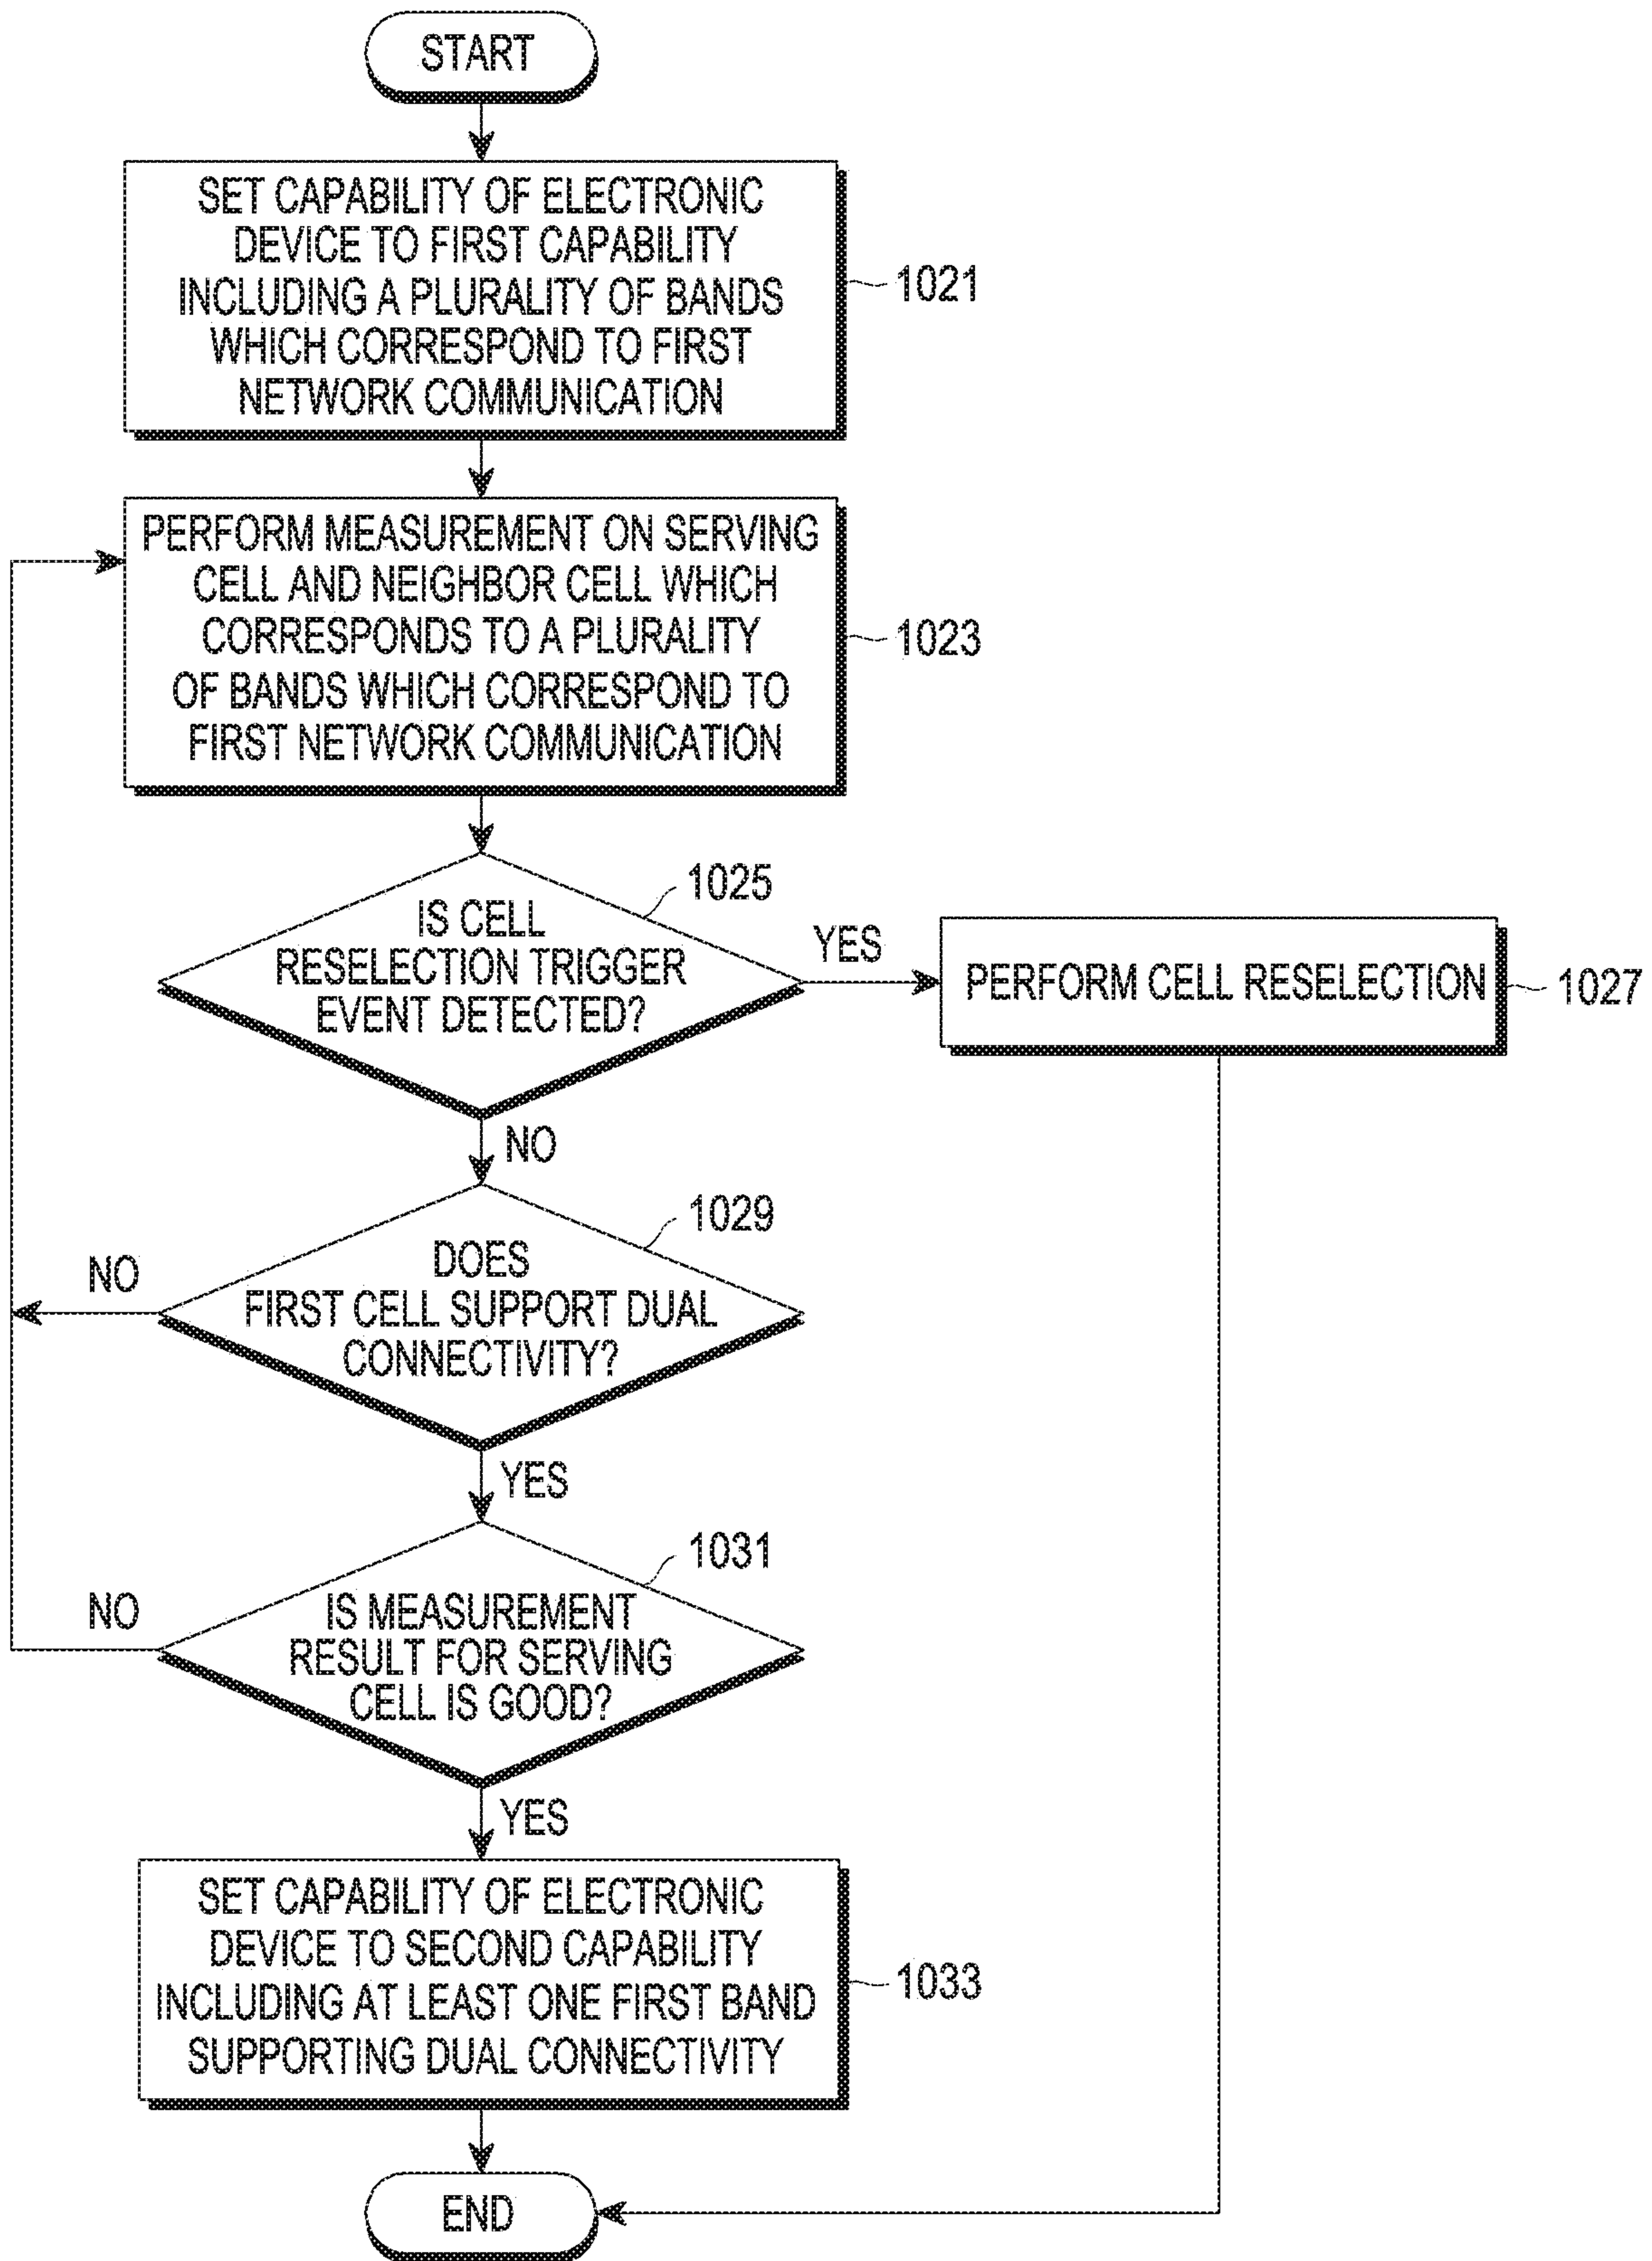 START
SET CAPABILITY OF ELECTRONIC
DEVICE TO FIRST CAPABILITY
INCLUDING A PLURALITY OF BANDS
WHICH CORRESPOND TO FIRST
NETWORK COMMUNICATION
1021
PERFORM MEASUREMENT ON SERVING
CELL AND NEIGHBOR CELL WHICH
CORRESPONDS TO A PLURALITY
OF BANDS WHICH CORRESPOND TO
FIRST NETWORK COMMUNICATION
1023
1025
IS CELL
RESELECTION TRIGGER
EVENT DETECTED?
YES
PERFORM CELL RESELECTION
1027
NO
1029
DOES
FIRST CELL SUPPORT DUAL
CONNECTIVITY?
NO
YES
1031
IS MEASUREMENT
RESULT FOR SERVING
CELL IS GOOD?
NO
YES
SET CAPABILITY OF ELECTRONIC
DEVICE TO SECOND CAPABILITY
INCLUDING AT LEAST ONE FIRST BAND
SUPPORTING DUAL CONNECTIVITY
1033
END